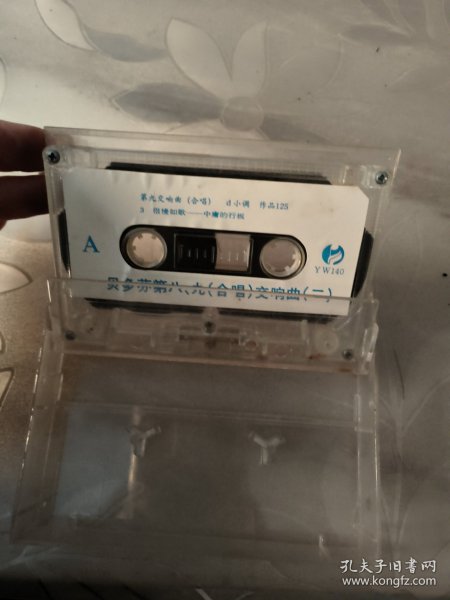 第九交响曲(合唱) d小调 作品125
3 很慢如歌——中庸的行板
A
YW140
贝多芬第八、九(合唱)交响曲(二)
孔夫子旧书网
www.kongfz.com